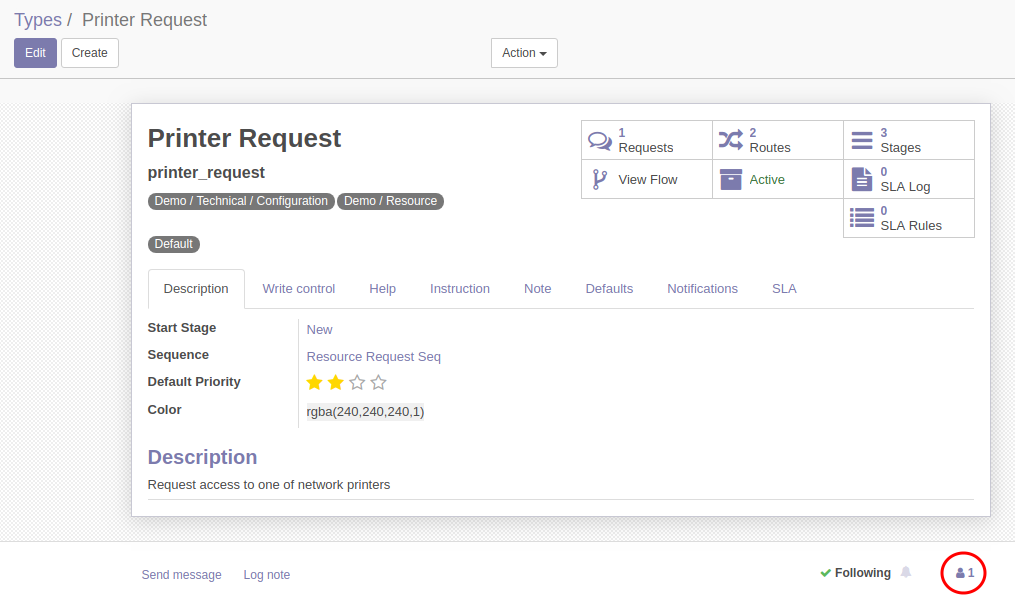 Types / Printer Request
Edit Create Action
Printer Request
printer_request
Demo / Technical / Configuration Demo / Resource
Default
1 Requests
2 Routes
3 Stages
View Flow
Active
0 SLA Log
0 SLA Rules
Description Write control Help Instruction Note Defaults Notifications SLA
Start Stage New
Sequence Resource Request Seq
Default Priority
Color rgba(240,240,240,1)
Description
Request access to one of network printers
Send message Log note Following 1